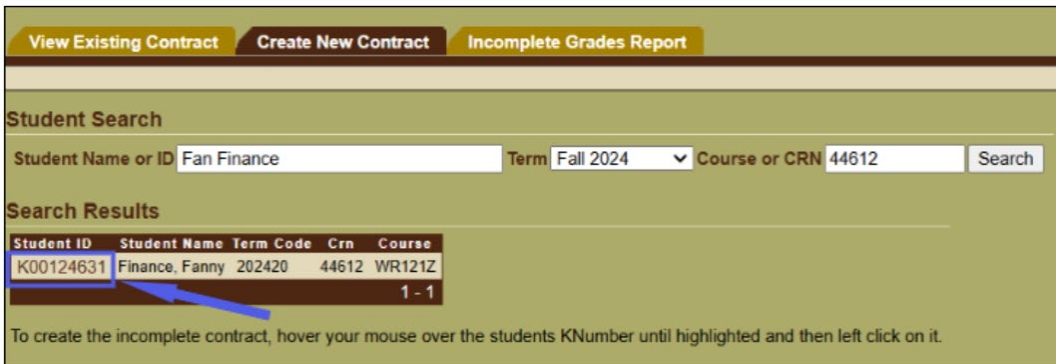 View Existing Contract Create New Contract Incomplete Grades Report
Student Search
Student Name or ID Fan Finance Term Fall 2024 Course or CRN 44612 Search
Search Results
Student ID Student Name Term Code Crn Course
K00124631 Finance, Fanny 202420 44612 WR121Z
1 - 1
To create the incomplete contract, hover your mouse over the students KNumber until highlighted and then left click on it.